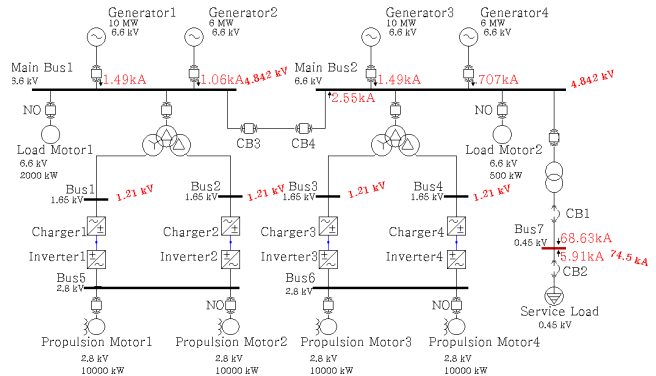 Generator1
10 MW
6.6 kV
Generator2
6 MW
6.6 kV
Generator3
10 MW
6.6 kV
Generator4
6 MW
6.6 kV
Main Bus1
6.6 kV
1.49kA
1.06kA
4.842 kV
Main Bus2
6.6 kV
1.49kA
.707kA
4.842 kV
2.55kA
NO
Load Motor1
6.6 kV
2000 kW
CB3
CB4
NO
Load Motor2
6.6 kV
500 kW
Bus1
1.65 kV
1.21 kV
Bus2
1.65 kV
1.21 kV
Bus3
1.65 kV
1.21 kV
Bus4
1.65 kV
1.21 kV
CB1
Charger1
Charger2
Charger3
Charger4
Bus7
0.45 kV
68.63kA
5.91kA
74.5 kA
Inverter1
Inverter2
Inverter3
Inverter4
CB2
Bus5
2.8 kV
Bus6
2.8 kV
NO
NO
Service Load
0.45 kV
Propulsion Motor1
2.8 kV
10000 kW
Propulsion Motor2
2.8 kV
10000 kW
Propulsion Motor3
2.8 kV
10000 kW
Propulsion Motor4
2.8 kV
10000 kW